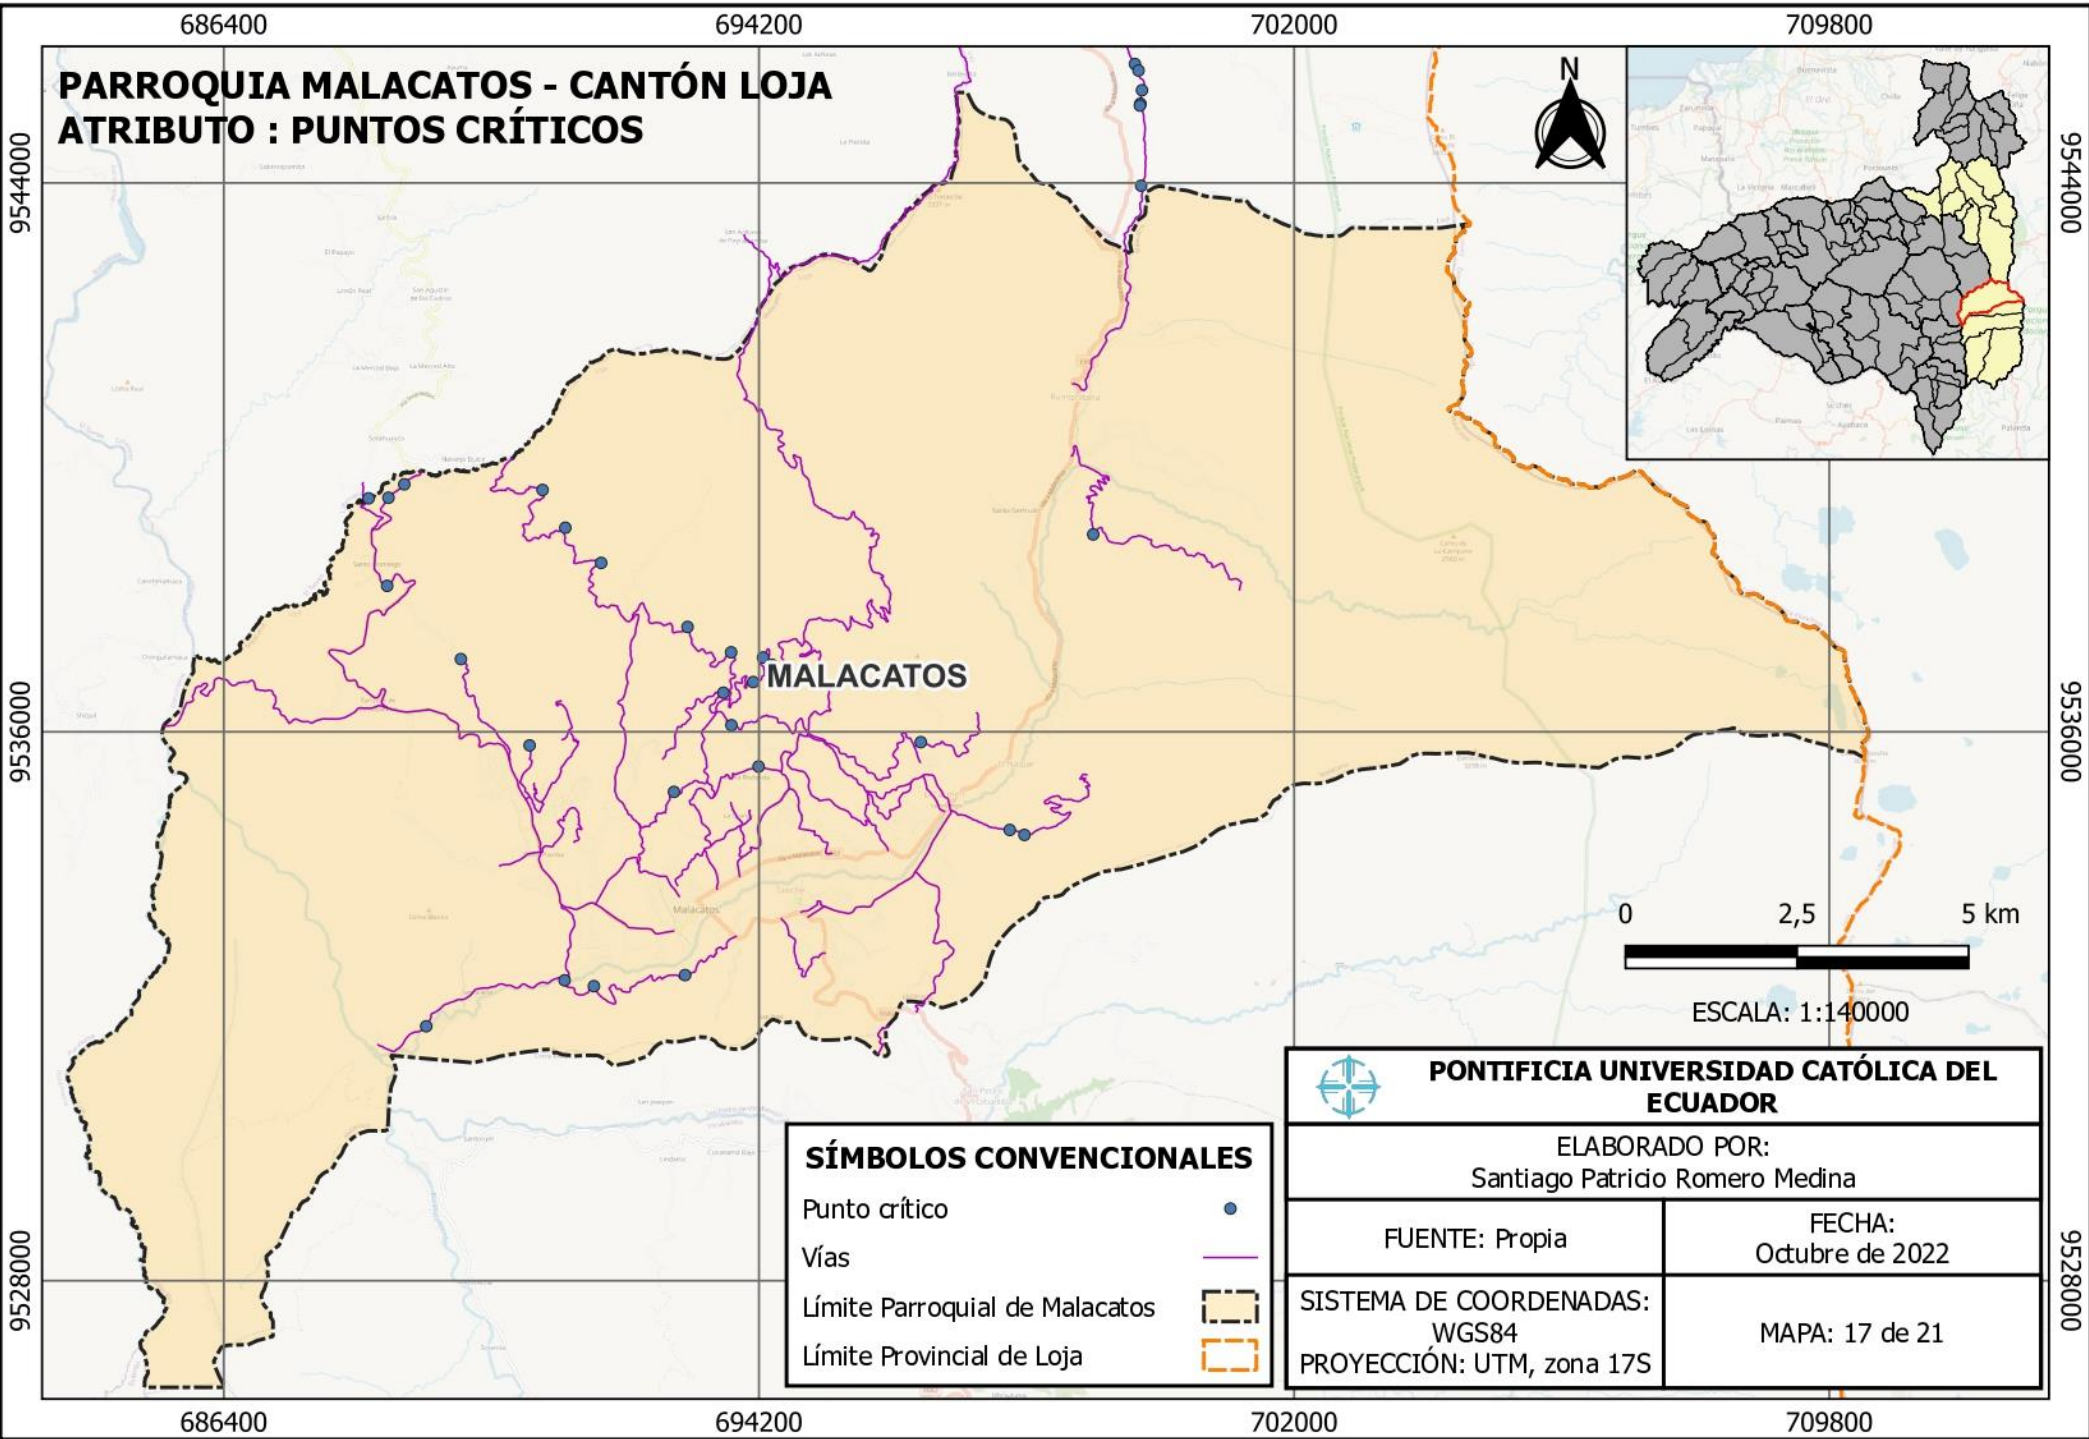 686400
694200
702000
709800
PARROQUIA MALACATOS - CANTÓN LOJA
ATRIBUTO : PUNTOS CRÍTICOS
N
9544000
9544000
MALACATOS
9536000
9536000
Malacatos
0
2,5
5 km
ESCALA: 1:140000
SÍMBOLOS CONVENCIONALES
Punto crítico
Vías
Límite Parroquial de Malacatos
Límite Provincial de Loja
PONTIFICIA UNIVERSIDAD CATÓLICA DEL
ECUADOR
ELABORADO POR:
Santiago Patricio Romero Medina
FUENTE: Propia
FECHA:
Octubre de 2022
SISTEMA DE COORDENADAS:
WGS84
PROYECCIÓN: UTM, zona 17S
MAPA: 17 de 21
9528000
9528000
686400
694200
702000
709800